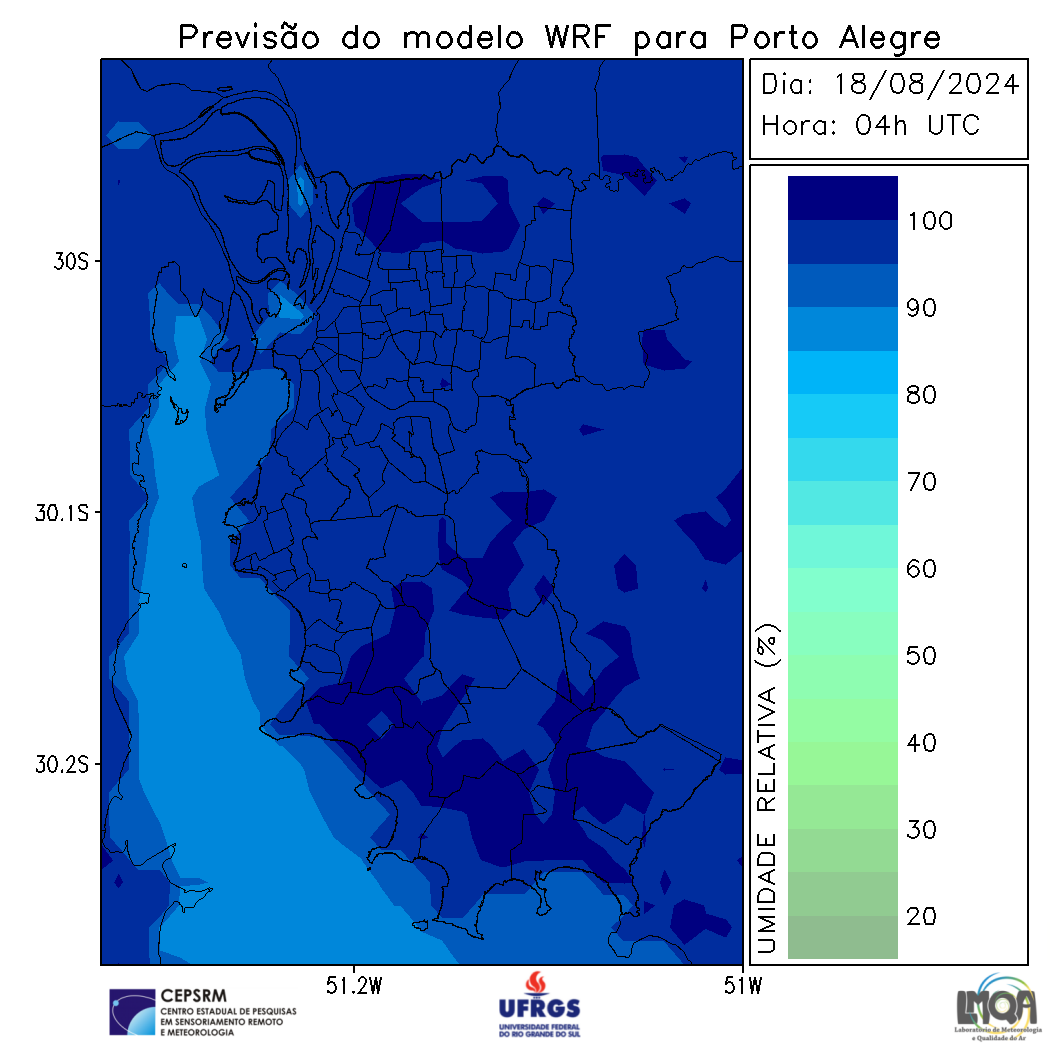 Previsão do modelo WRF para Porto Alegre
Dia: 18/08/2024
Hora: 04h UTC
30S
30.1S
30.2S
51.2W
51W
100
90
80
70
60
50
40
30
20
UMIDADE RELATIVA (%)
CEPSRM
CENTRO ESTADUAL DE PESQUISAS
EM SENSORIAMENTO REMOTO
E METEOROLOGIA
UFRGS
UNIVERSIDADE FEDERAL
DO RIO GRANDE DO SUL
LMQA
Laboratório de Meteorologia
e Qualidade do Ar